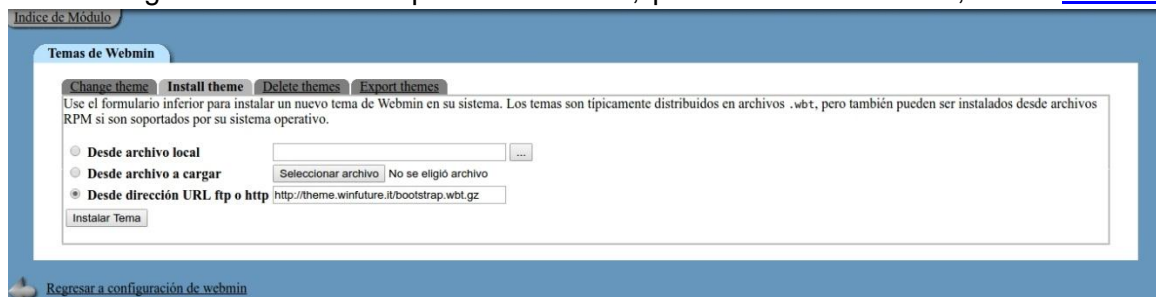 Indice de Módulo
Temas de Webmin
Change theme Install theme Delete themes Export themes
Use el formulario inferior para instalar un nuevo tema de Webmin en su sistema. Los temas son típicamente distribuidos en archivos .wbt, pero también pueden ser instalados desde archivos
RPM si son soportados por su sistema operativo.
Desde archivo local ...
Desde archivo a cargar Seleccionar archivo No se eligió archivo
Desde dirección URL ftp o http http://theme.winfuture.it/bootstrap.wbt.gz
Instalar Tema
Regresar a configuración de webmin